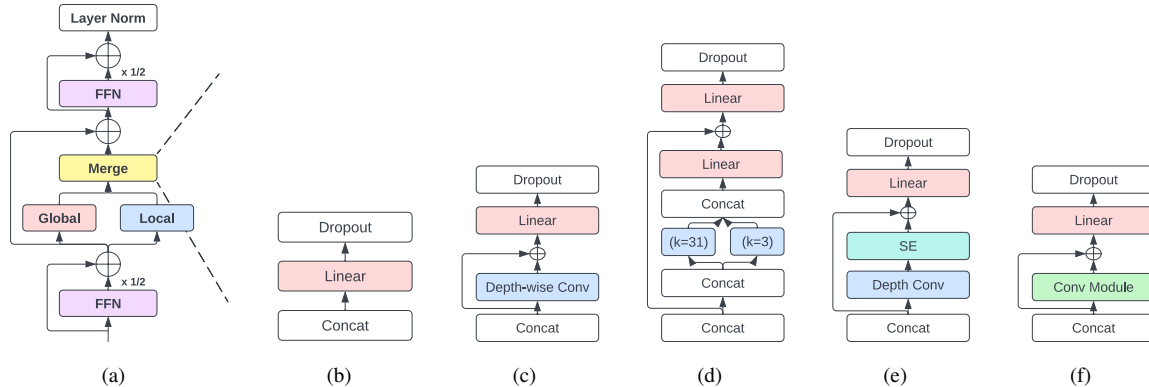 Layer Norm
x 1/2
FFN
Merge
Global Local
x 1/2
FFN
(a)
Dropout
Linear
Concat
(b)
Dropout
Linear
Depth-wise Conv
Concat
(c)
Dropout
Linear
Linear
Concat
(k=31) (k=3)
Concat
Concat
(d)
Dropout
Linear
SE
Depth Conv
Concat
(e)
Dropout
Linear
Conv Module
Concat
(f)